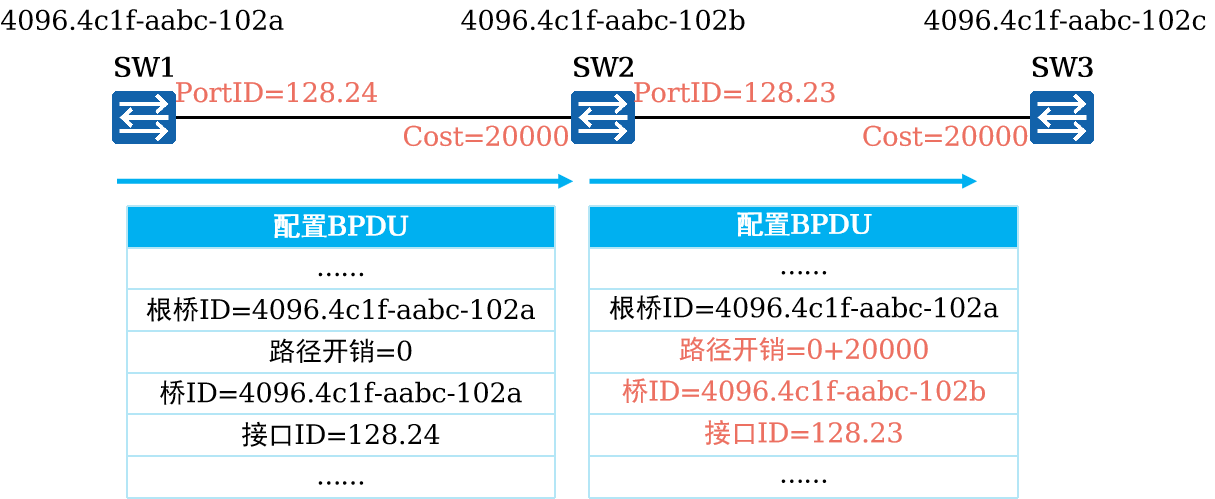 4096.4c1f-aabc-102a
4096.4c1f-aabc-102b
4096.4c1f-aabc-102c
SW1
SW2
SW3
PortID=128.24
PortID=128.23
Cost=20000
Cost=20000
配置BPDU
……
根桥ID=4096.4c1f-aabc-102a
路径开销=0
桥ID=4096.4c1f-aabc-102a
接口ID=128.24
……
配置BPDU
……
根桥ID=4096.4c1f-aabc-102a
路径开销=0+20000
桥ID=4096.4c1f-aabc-102b
接口ID=128.23
……